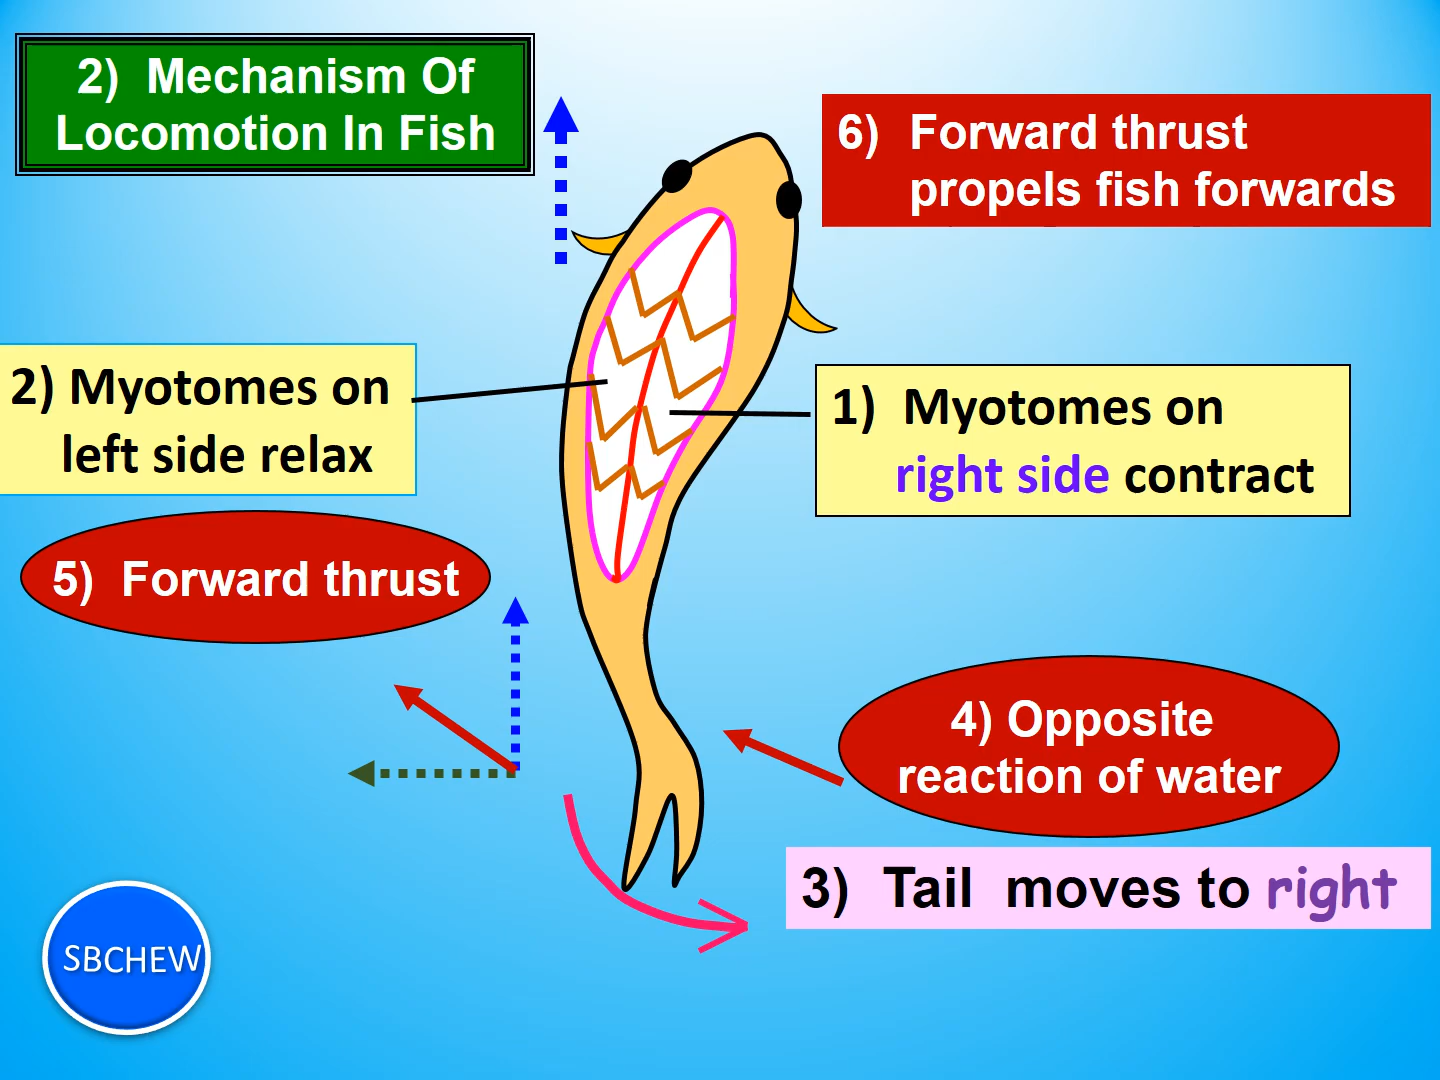 2) Mechanism Of
Locomotion In Fish
6) Forward thrust
propels fish forwards
2) Myotomes on
left side relax
1) Myotomes on
right side contract
5) Forward thrust
4) Opposite
reaction of water
3) Tail moves to right
SBCHEW